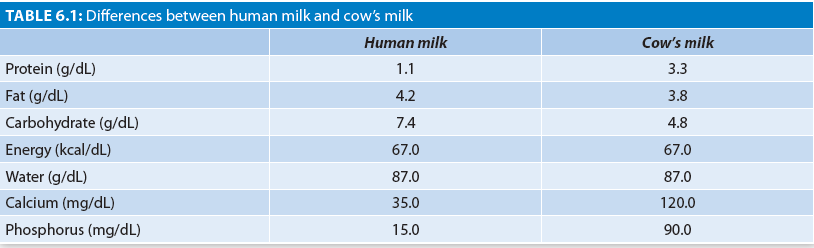 TABLE 6.1: Differences between human milk and cow’s milk
Human milk Cow’s milk
Protein (g/dL) 1.1 3.3
Fat (g/dL) 4.2 3.8
Carbohydrate (g/dL) 7.4 4.8
Energy (kcal/dL) 67.0 67.0
Water (g/dL) 87.0 87.0
Calcium (mg/dL) 35.0 120.0
Phosphorus (mg/dL) 15.0 90.0